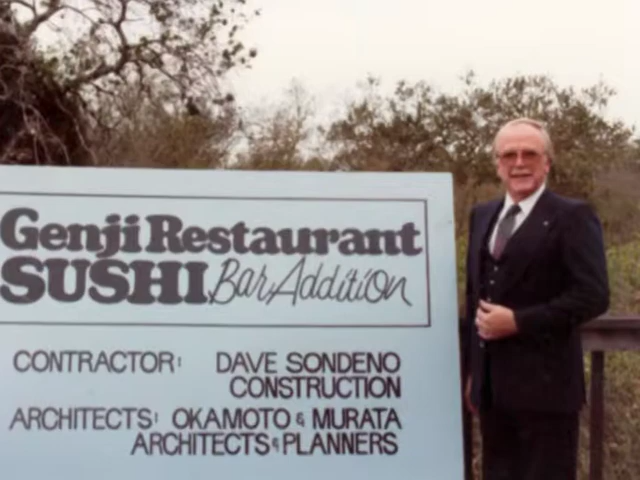 Genji Restaurant
SUSHI Bar Addition
CONTRACTOR: DAVE SONDENO
CONSTRUCTION
ARCHITECTS: OKAMOTO & MURATA
ARCHITECTS & PLANNERS